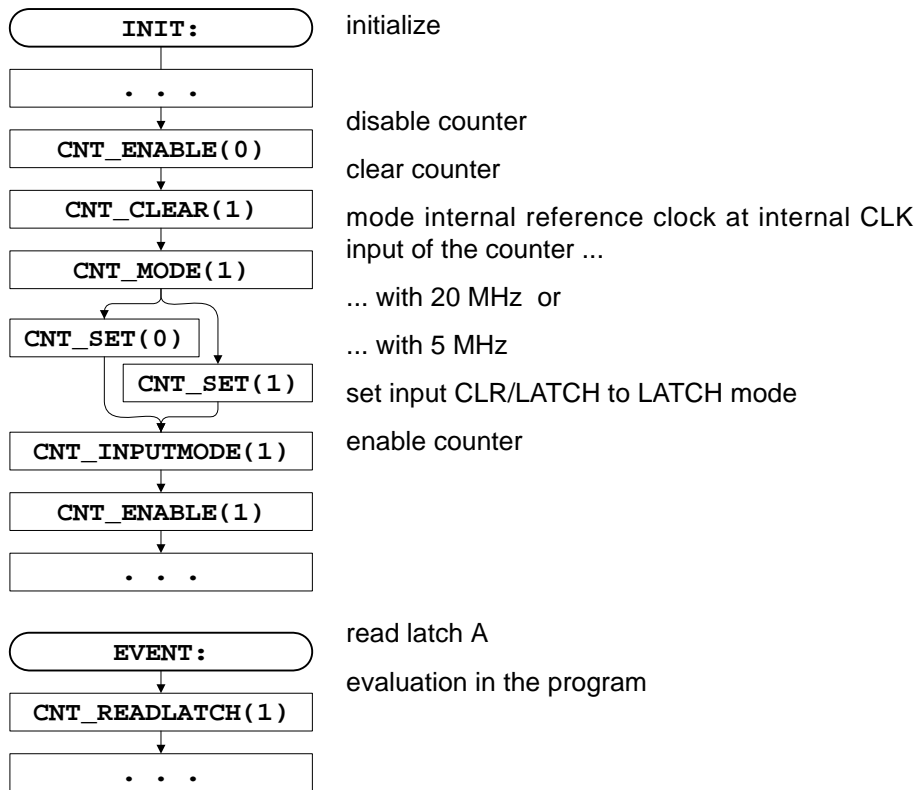 INIT:
initialize
. . .
disable counter
CNT_ENABLE(0)
clear counter
CNT_CLEAR(1)
mode internal reference clock at internal CLK
input of the counter ...
CNT_MODE(1)
... with 20 MHz or
CNT_SET(0)
... with 5 MHz
CNT_SET(1)
set input CLR/LATCH to LATCH mode
CNT_INPUTMODE(1)
enable counter
CNT_ENABLE(1)
. . .
EVENT:
read latch A
CNT_READLATCH(1)
evaluation in the program
. . .